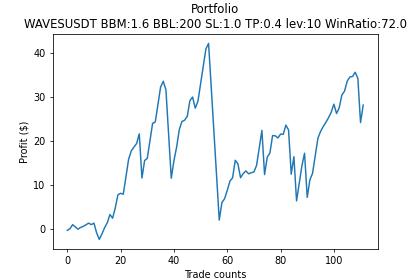 Portfolio
WAVESUSDT BBM:1.6 BBL:200 SL:1.0 TP:0.4 lev:10 WinRatio:72.0
Profit ($)
40
30
20
10
0
0 20 40 60 80 100
Trade counts